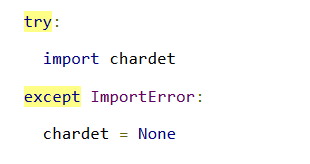 try:
  import chardet
except ImportError:
  chardet = None